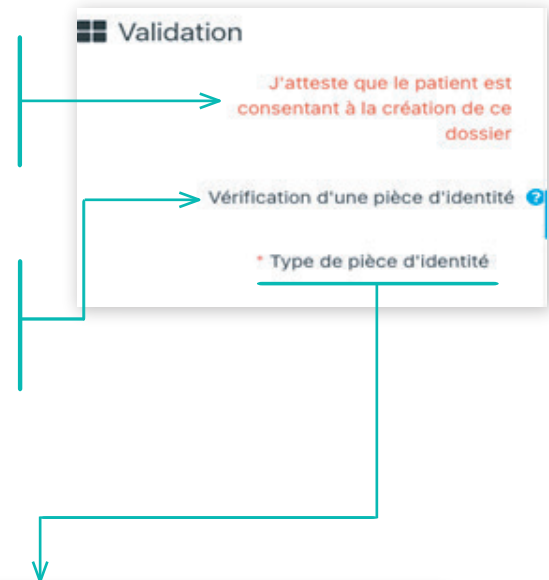 Validation
J'atteste que le patient est
consentant à la création de ce
dossier
Vérification d'une pièce d'identité ?
* Type de pièce d'identité